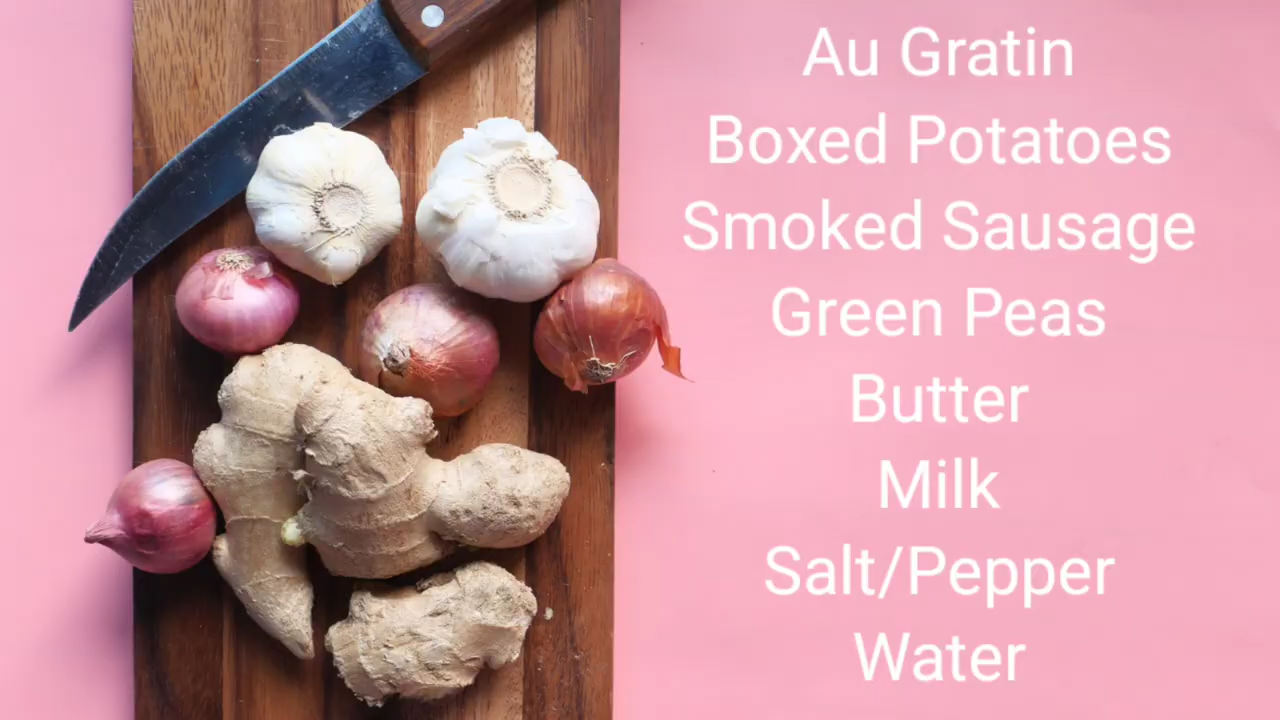 Au Gratin
Boxed Potatoes
Smoked Sausage
Green Peas
Butter
Milk
Salt/Pepper
Water